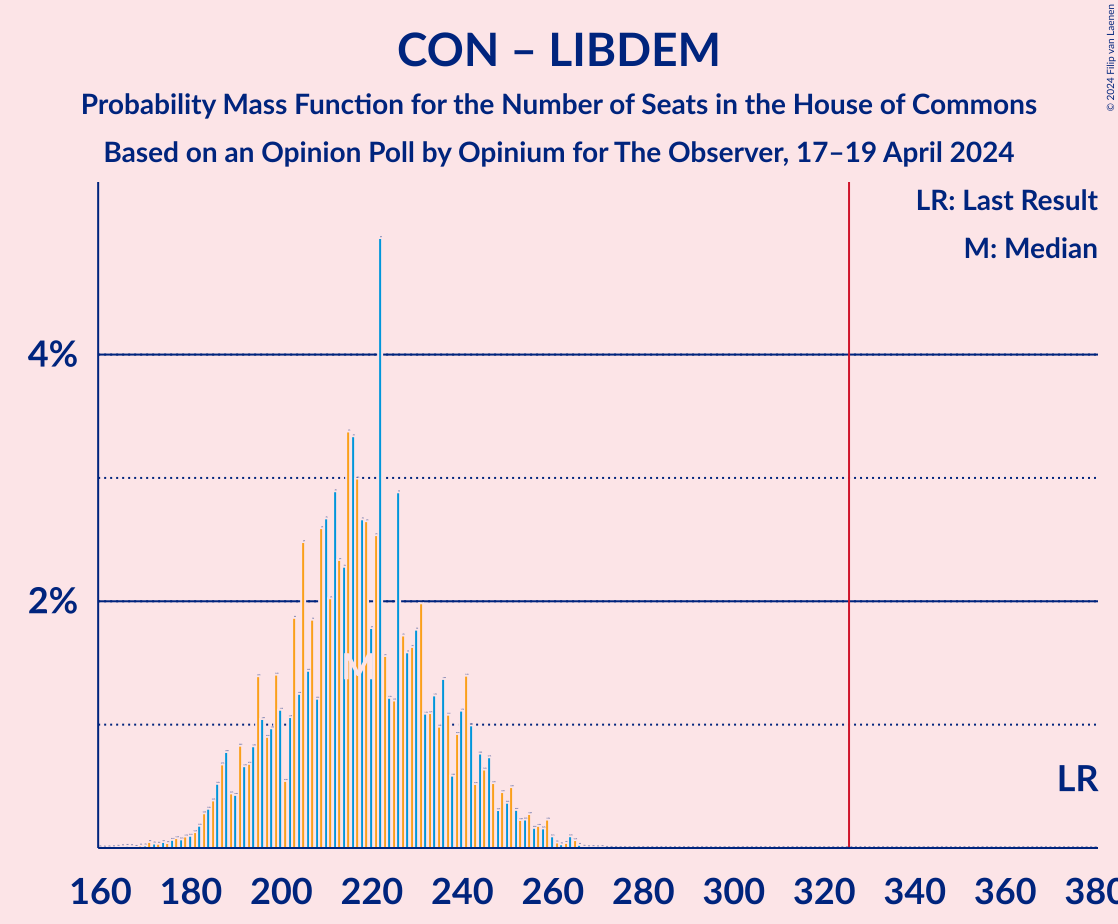 CON – LIBDEM
Probability Mass Function for the Number of Seats in the House of Commons
Based on an Opinion Poll by Opinium for The Observer, 17–19 April 2024
© 2024 Filip van Laenen
LR: Last Result
M: Median
4%
2%
M
LR
160 180 200 220 240 260 280 300 320 340 360 380